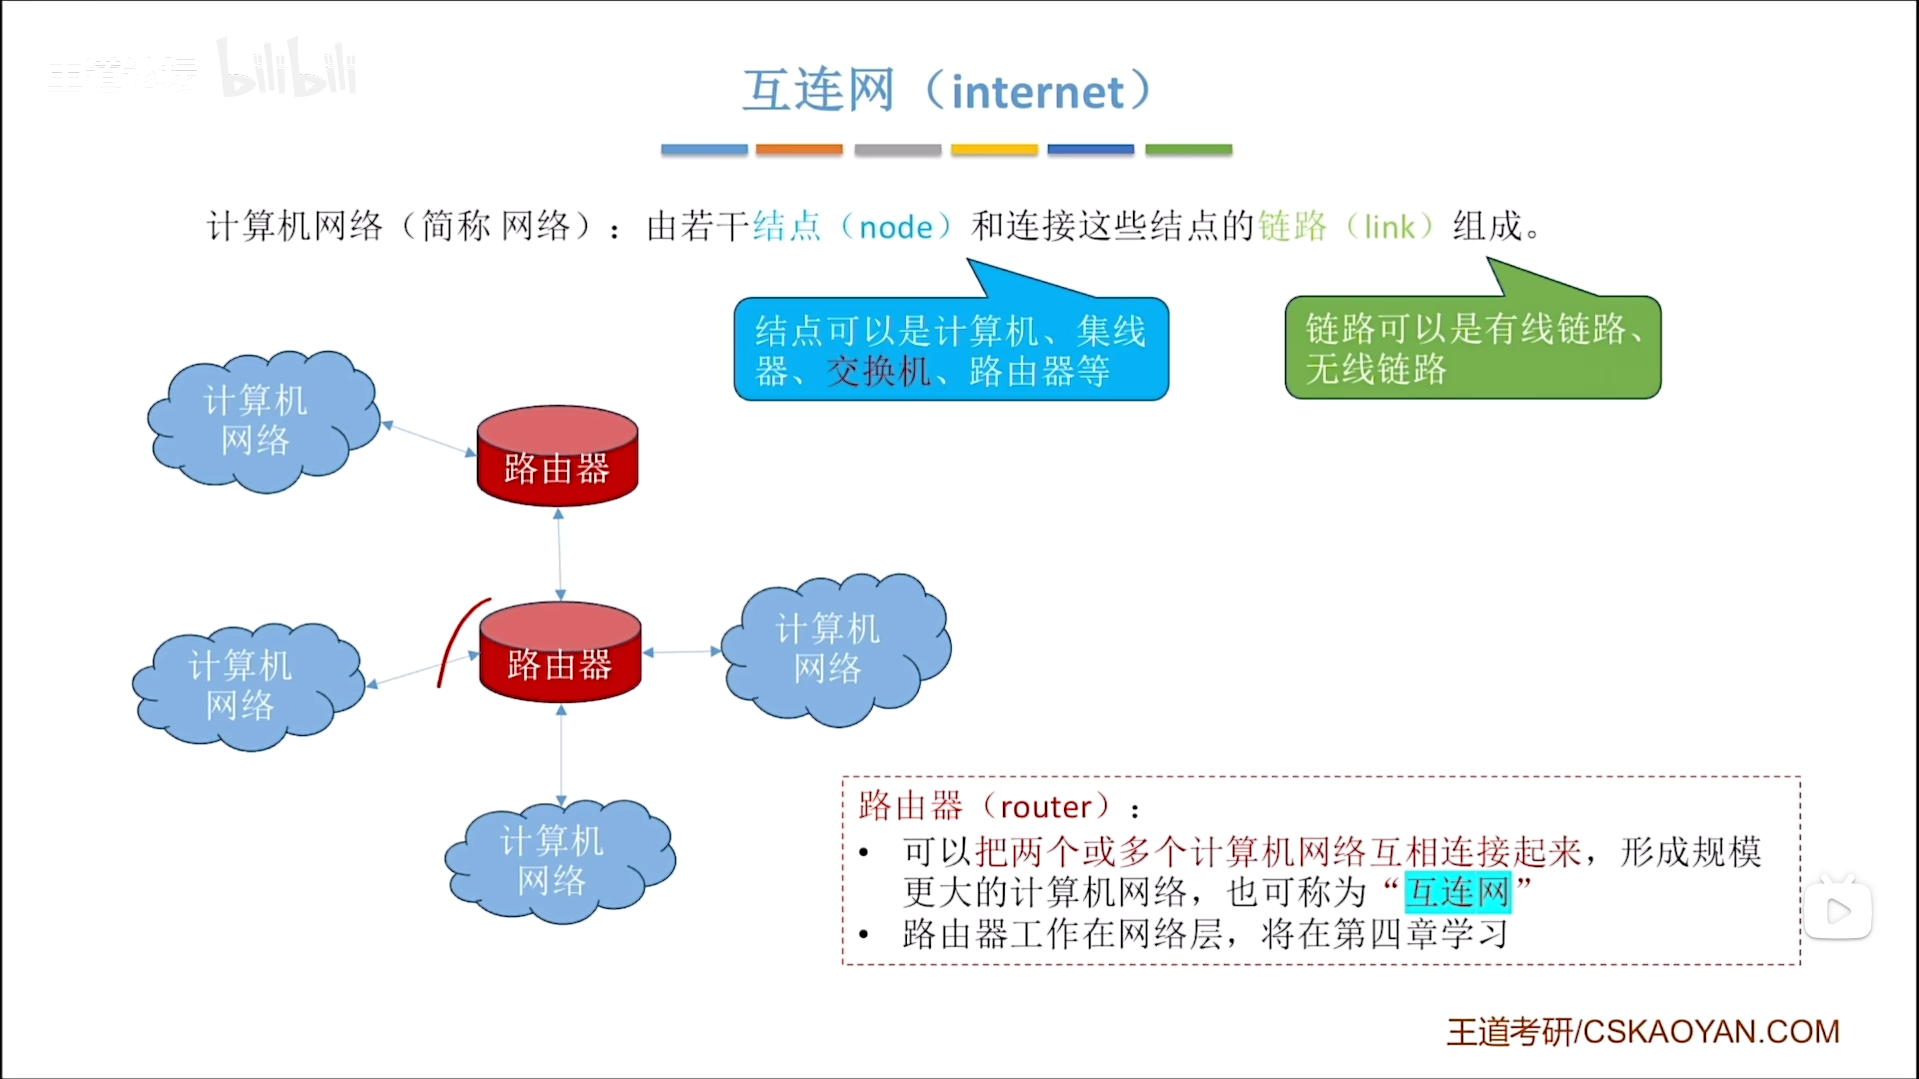 王道论坛 bilibili
互连网（internet）
计算机网络（简称 网络）：由若干结点（node）和连接这些结点的链路（link）组成。
结点可以是计算机、集线
器、交换机、路由器等
链路可以是有线链路、
无线链路
计算机
网络
路由器
计算机
网络
路由器
计算机
网络
计算机
网络
路由器（router）：
• 可以把两个或多个计算机网络互相连接起来，形成规模
更大的计算机网络，也可称为“互连网”
• 路由器工作在网络层，将在第四章学习
王道考研/CSKAOYAN.COM